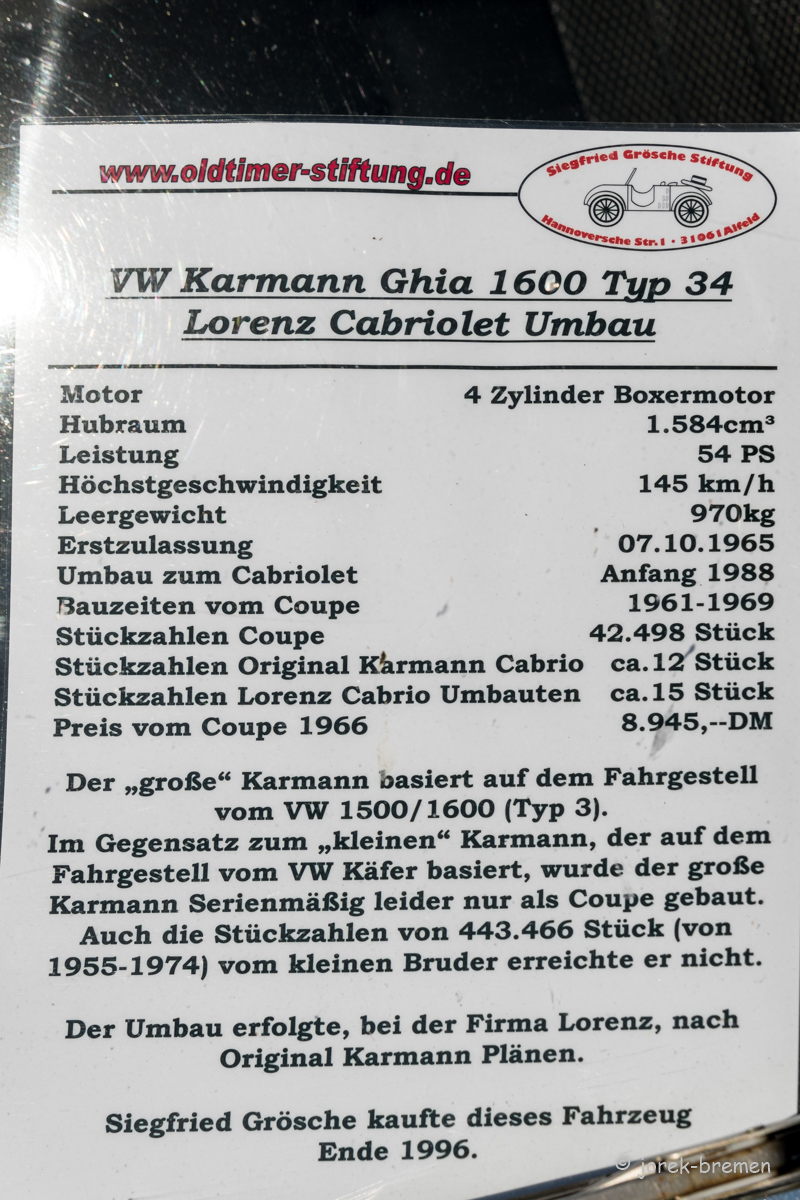 www.oldtimer-stiftung.de
Siegfried Grösche Stiftung
Hannoversche Str.1 · 31061 Alfeld
VW Karmann Ghia 1600 Typ 34
Lorenz Cabriolet Umbau
Motor 4 Zylinder Boxermotor
Hubraum 1.584cm³
Leistung 54 PS
Höchstgeschwindigkeit 145 km/h
Leergewicht 970kg
Erstzulassung 07.10.1965
Umbau zum Cabriolet Anfang 1988
Bauzeiten vom Coupe 1961-1969
Stückzahlen Coupe 42.498 Stück
Stückzahlen Original Karmann Cabrio ca.12 Stück
Stückzahlen Lorenz Cabrio Umbauten ca.15 Stück
Preis vom Coupe 1966 8.945,--DM
Der „große“ Karmann basiert auf dem Fahrgestell
vom VW 1500/1600 (Typ 3).
Im Gegensatz zum „kleinen“ Karmann, der auf dem
Fahrgestell vom VW Käfer basiert, wurde der große
Karmann Serienmäßig leider nur als Coupe gebaut.
Auch die Stückzahlen von 443.466 Stück (von
1955-1974) vom kleinen Bruder erreichte er nicht.
Der Umbau erfolgte, bei der Firma Lorenz, nach
Original Karmann Plänen.
Siegfried Grösche kaufte dieses Fahrzeug
Ende 1996.
© jorek-bremen